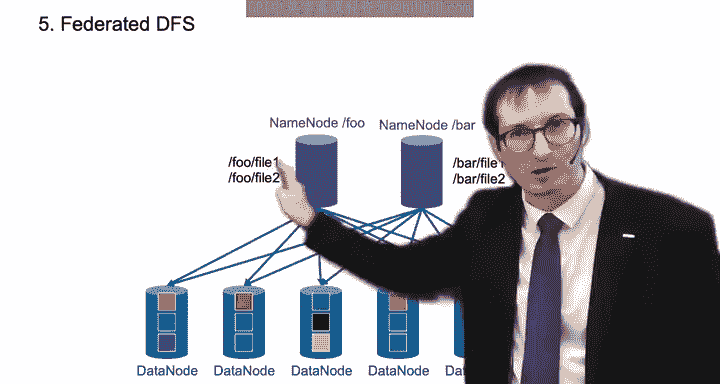 5. Federated DFS
NameNode /foo
NameNode /bar
/foo/file1
/foo/file2
/bar/file1
/bar/file2
DataNode
DataNode
DataNode
DataNode